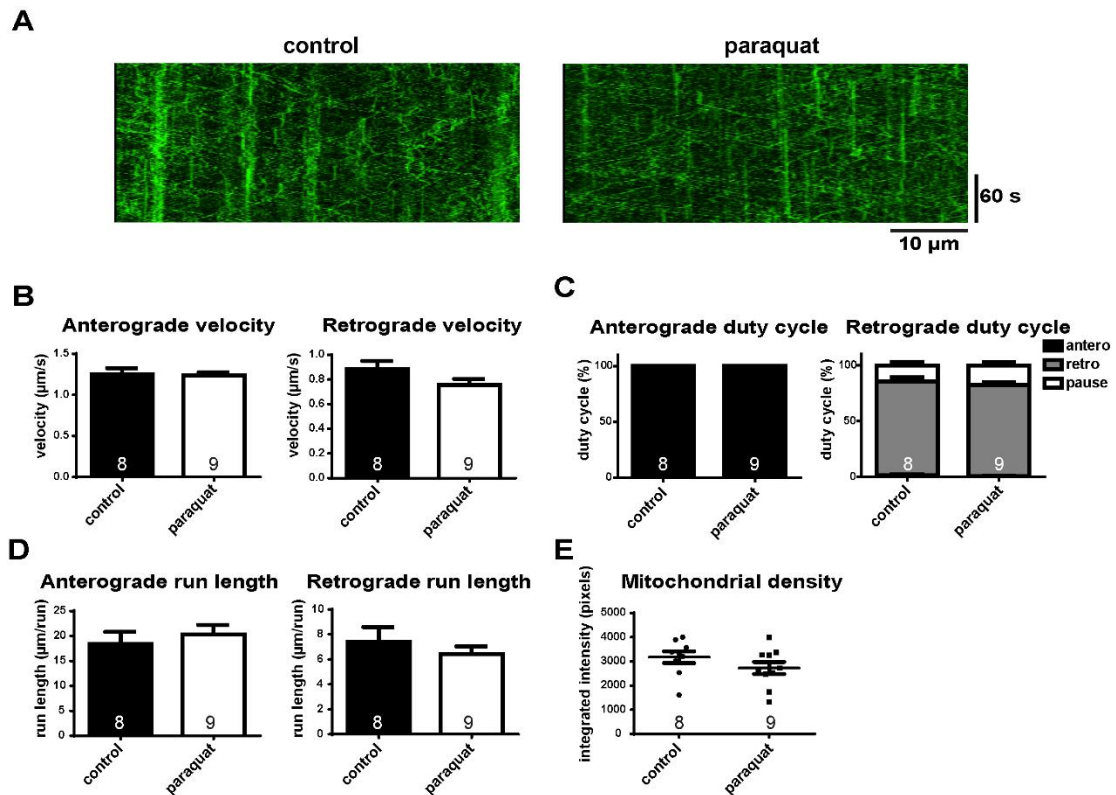 A
control
paraquat
60 s
10 µm
B
Anterograde velocity
velocity (µm/s)
1.5
1.0
0.5
0.0
8
9
control
paraquat
Retrograde velocity
velocity (µm/s)
1.0
0.8
0.6
0.4
0.2
0.0
8
9
control
paraquat
C
Anterograde duty cycle
duty cycle (%)
100
50
0
8
9
control
paraquat
Retrograde duty cycle
duty cycle (%)
100
50
0
8
9
control
paraquat
antero
retro
pause
D
Anterograde run length
run length (µm/run)
25
20
15
10
5
0
8
9
control
paraquat
Retrograde run length
run length (µm/run)
10
8
6
4
2
0
8
9
control
paraquat
E
Mitochondrial density
integrated intensity (pixels)
5000
4000
3000
2000
1000
0
8
9
control
paraquat